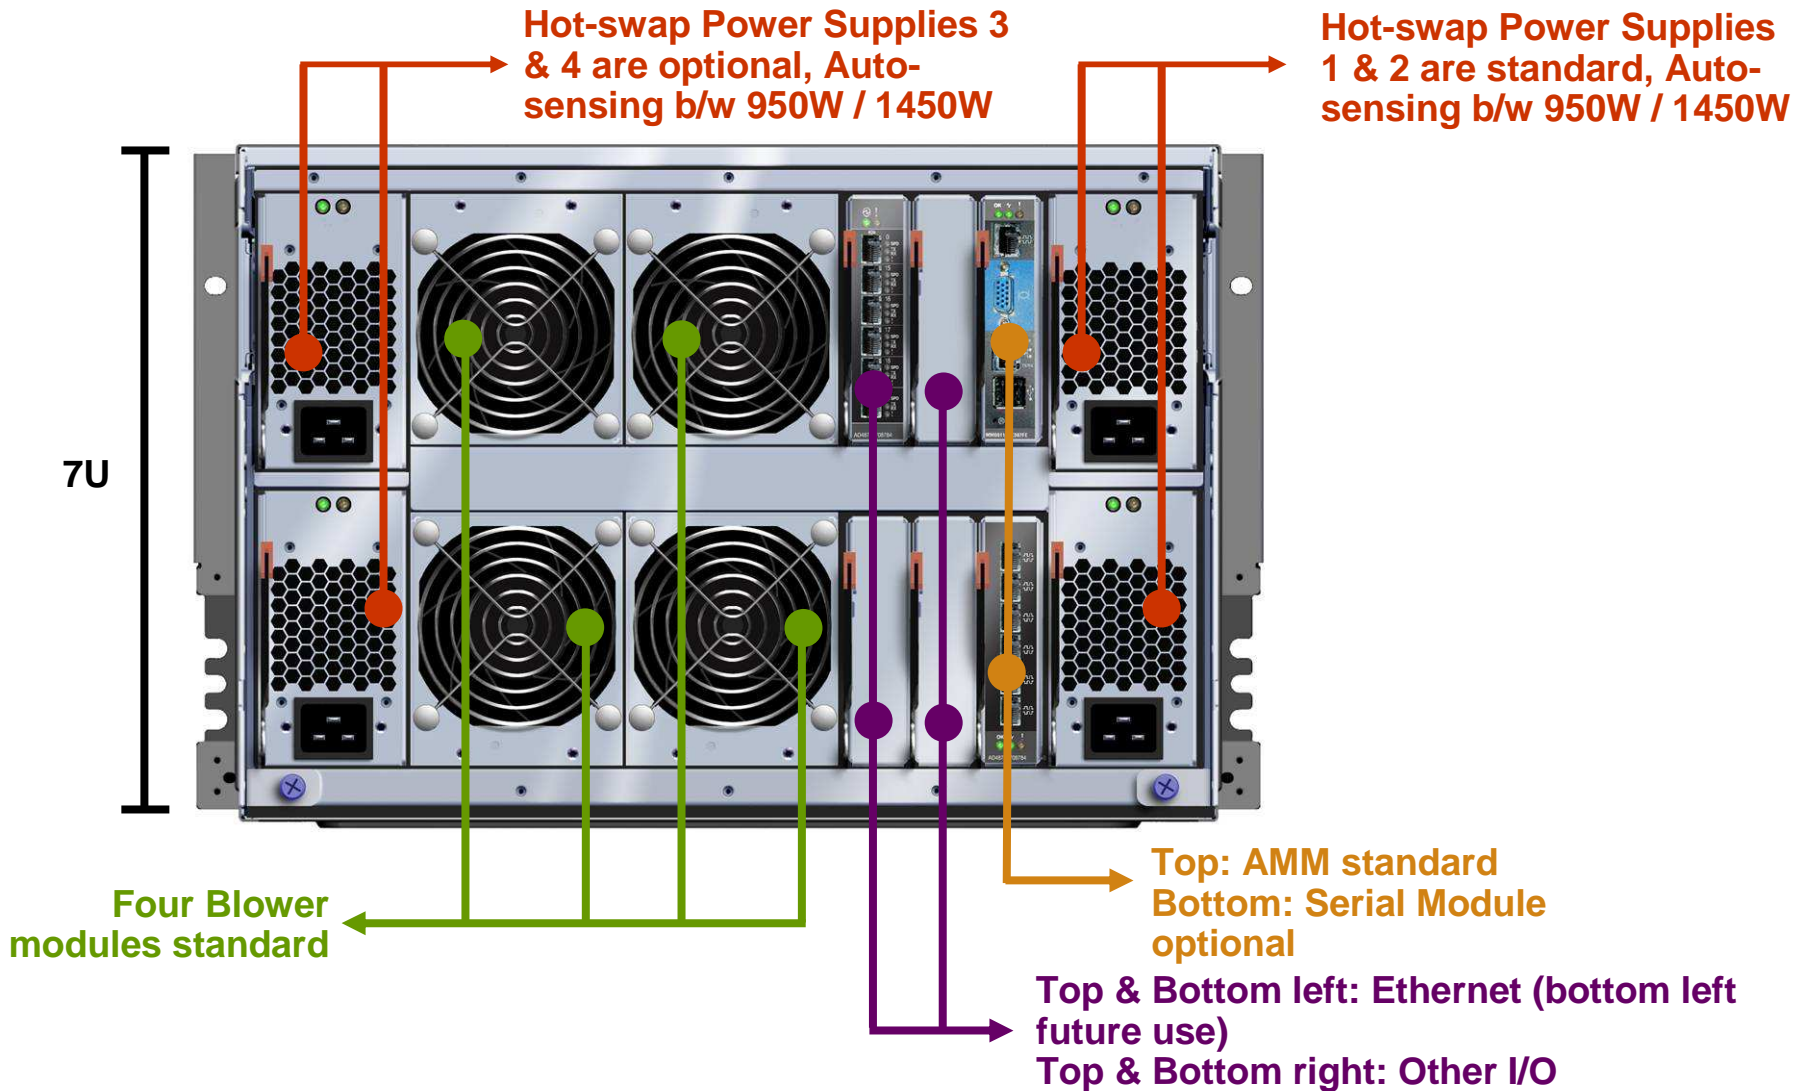 Hot-swap Power Supplies 3
& 4 are optional, Auto-
sensing b/w 950W / 1450W
Hot-swap Power Supplies
1 & 2 are standard, Auto-
sensing b/w 950W / 1450W
7U
Four Blower
modules standard
Top: AMM standard
Bottom: Serial Module
optional
Top & Bottom left: Ethernet (bottom left
future use)
Top & Bottom right: Other I/O